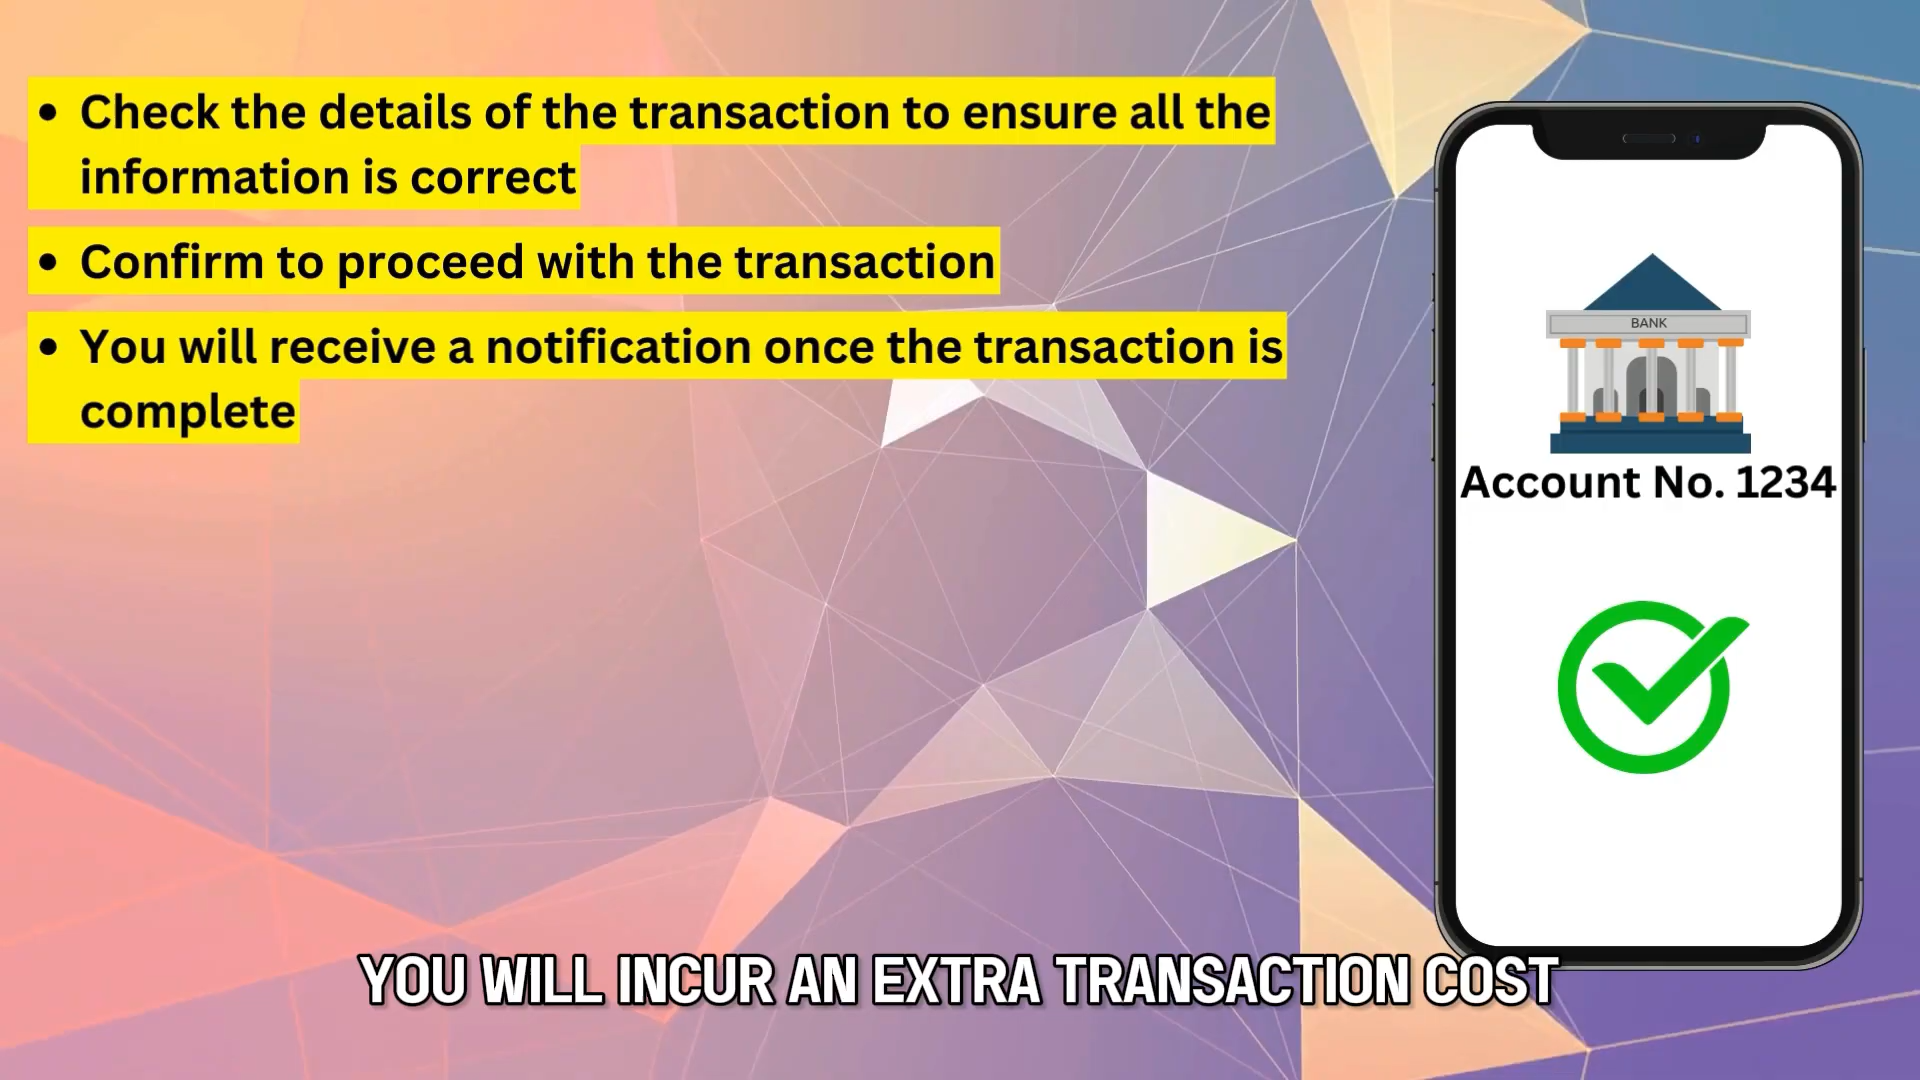 • Check the details of the transaction to ensure all the
information is correct
• Confirm to proceed with the transaction
• You will receive a notification once the transaction is
complete
BANK
Account No. 1234
YOU WILL INCUR AN EXTRA TRANSACTION COST